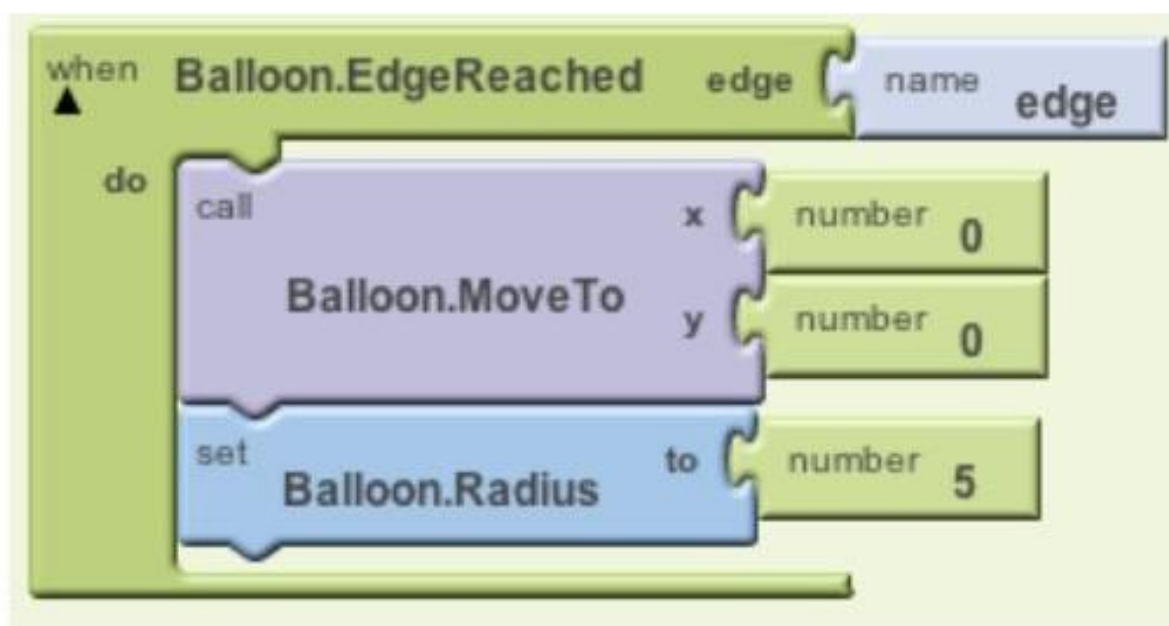 when Balloon.EdgeReached edge name edge
do
call x number 0
Balloon.MoveTo
y number 0
set to number 5
Balloon.Radius